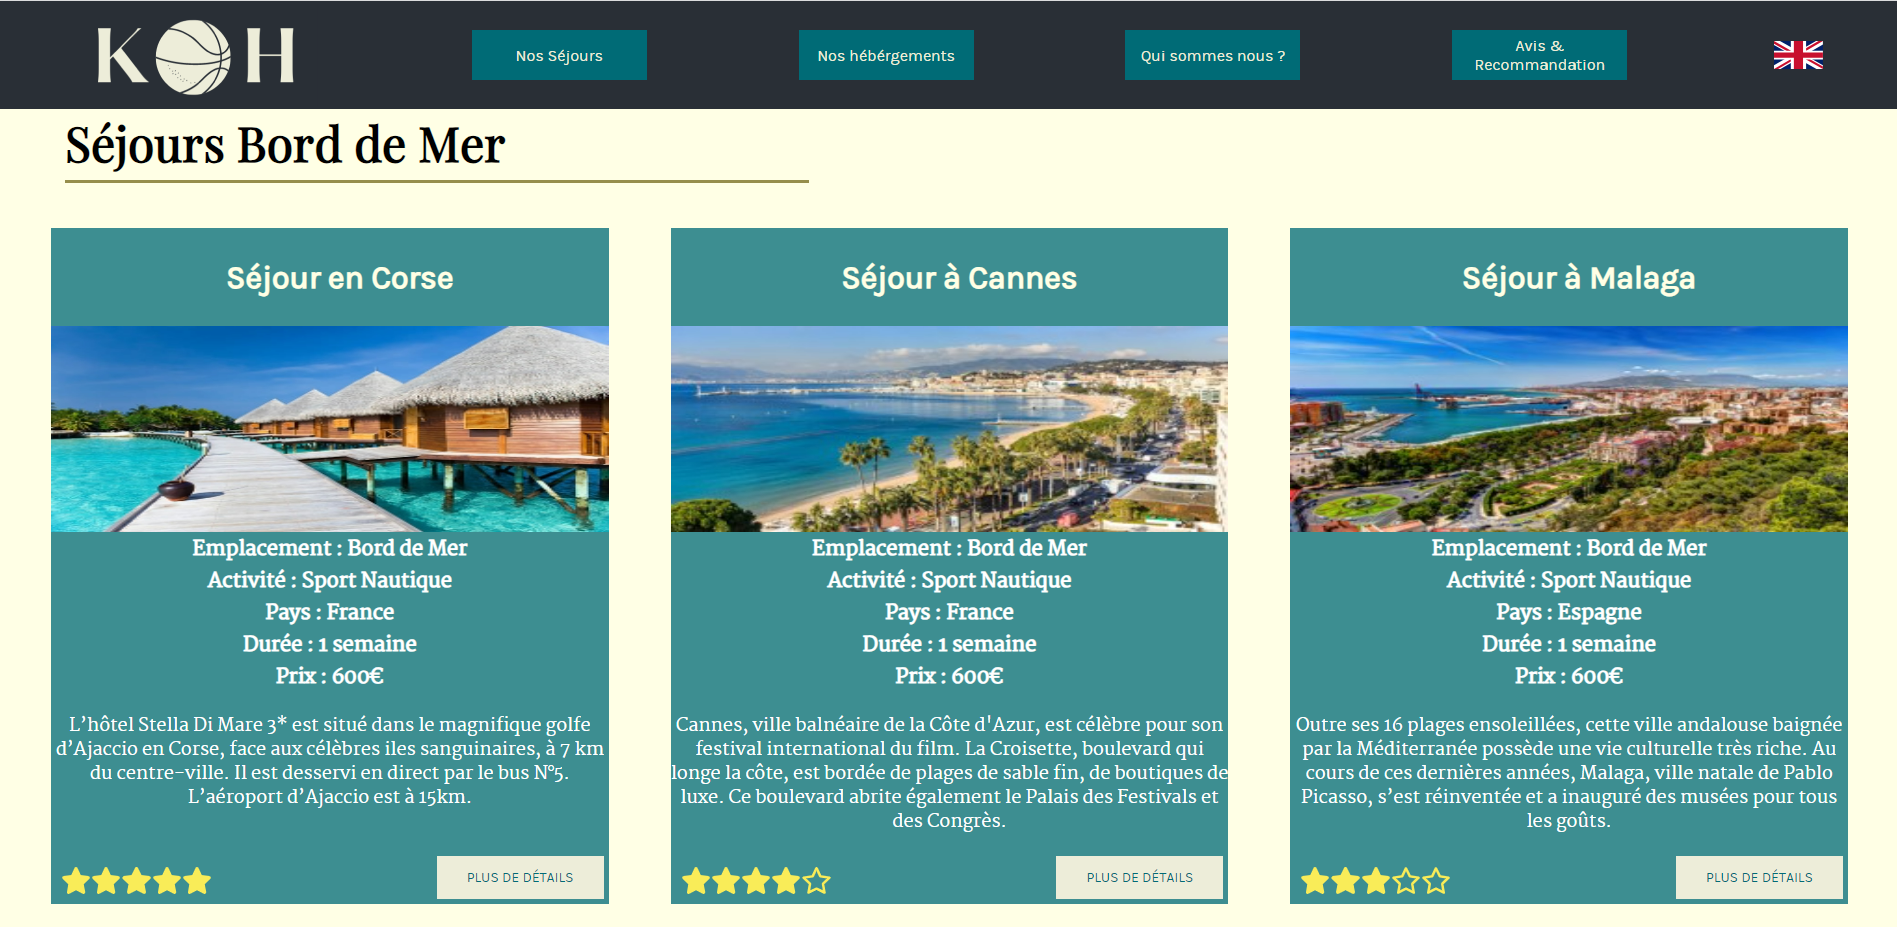 KOH
Nos Séjours
Nos hébérgements
Qui sommes nous ?
Avis &
Recommandation
Séjours Bord de Mer
Séjour en Corse
Emplacement : Bord de Mer
Activité : Sport Nautique
Pays : France
Durée : 1 semaine
Prix : 600€
L’hôtel Stella Di Mare 3* est situé dans le magnifique golfe
d’Ajaccio en Corse, face aux célèbres iles sanguinaires, à 7 km
du centre-ville. Il est desservi en direct par le bus N°5.
L’aéroport d’Ajaccio est à 15km.
PLUS DE DÉTAILS
Séjour à Cannes
Emplacement : Bord de Mer
Activité : Sport Nautique
Pays : France
Durée : 1 semaine
Prix : 600€
Cannes, ville balnéaire de la Côte d'Azur, est célèbre pour son
festival international du film. La Croisette, boulevard qui
longe la côte, est bordée de plages de sable fin, de boutiques de
luxe. Ce boulevard abrite également le Palais des Festivals et
des Congrès.
PLUS DE DÉTAILS
Séjour à Malaga
Emplacement : Bord de Mer
Activité : Sport Nautique
Pays : Espagne
Durée : 1 semaine
Prix : 600€
Outre ses 16 plages ensoleillées, cette ville andalouse baignée
par la Méditerranée possède une vie culturelle très riche. Au
cours de ces dernières années, Malaga, ville natale de Pablo
Picasso, s’est réinventée et a inauguré des musées pour tous
les goûts.
PLUS DE DÉTAILS